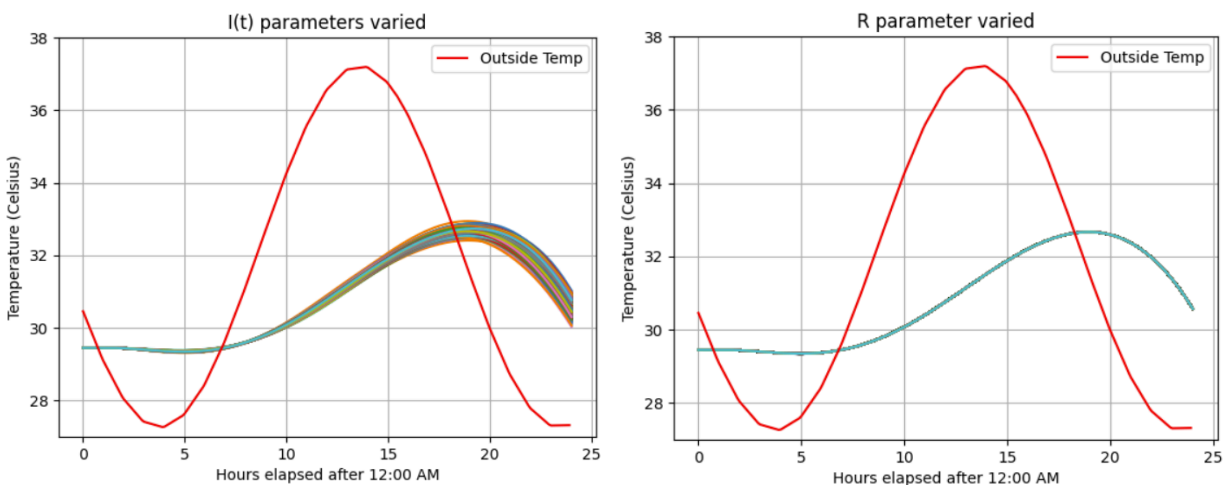 I(t) parameters varied
38
36
34
32
30
28
Temperature (Celsius)
Outside Temp
0 5 10 15 20 25
Hours elapsed after 12:00 AM
R parameter varied
38
36
34
32
30
28
Temperature (Celsius)
Outside Temp
0 5 10 15 20 25
Hours elapsed after 12:00 AM